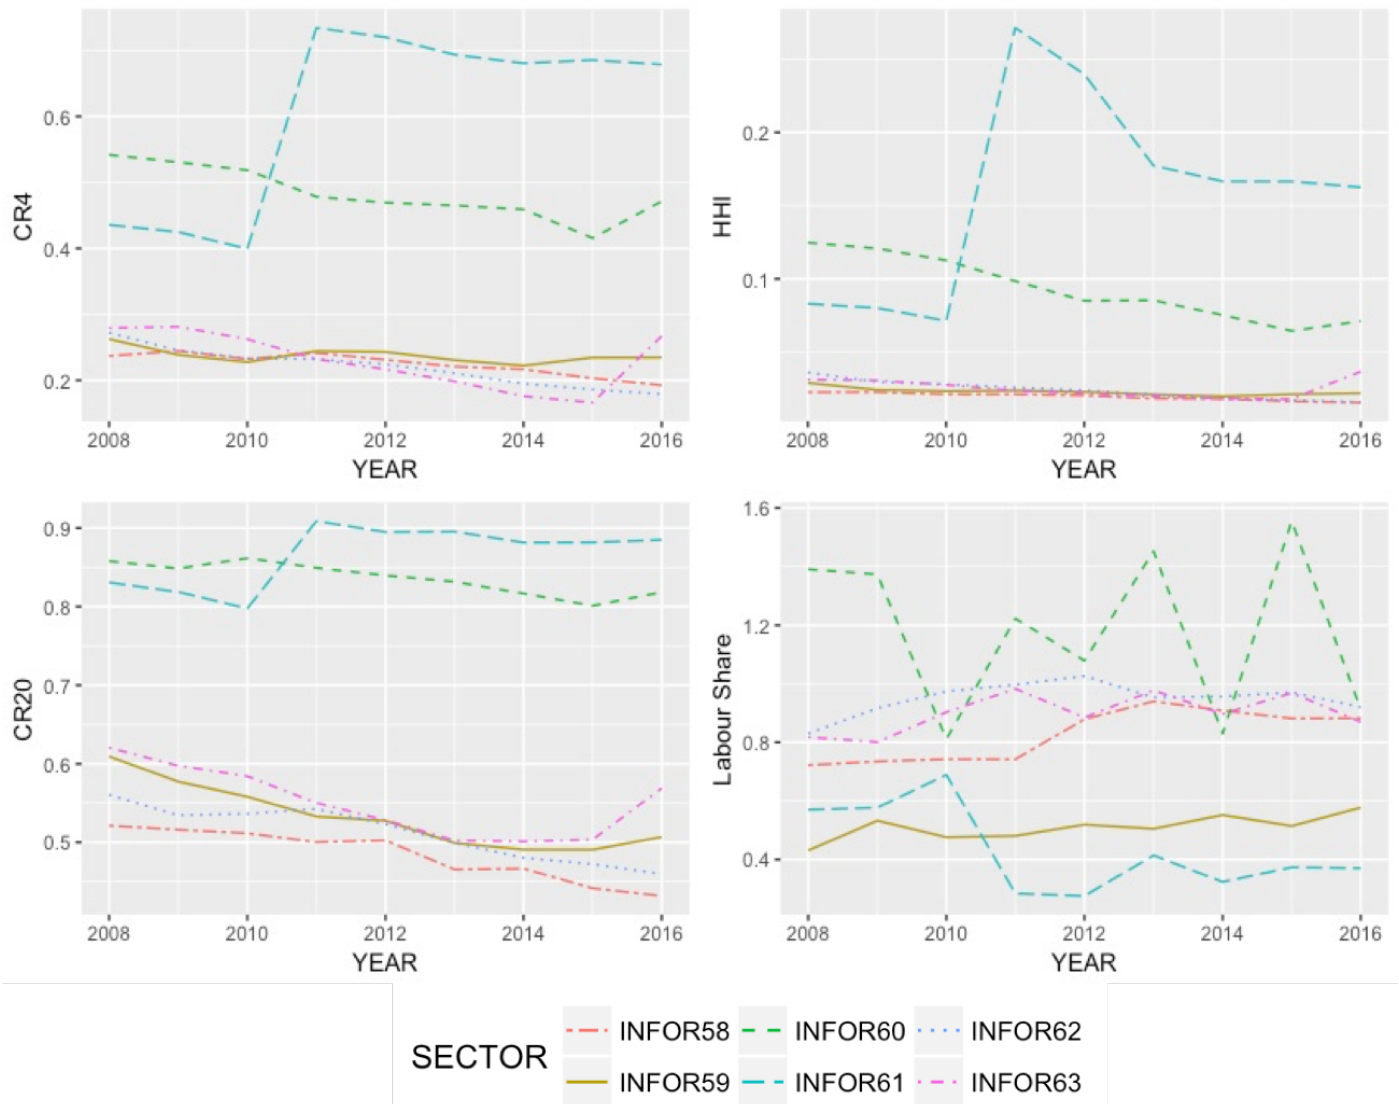 CR4
0.6
0.4
0.2
2008 2010 2012 2014 2016
YEAR
HHI
0.2
0.1
2008 2010 2012 2014 2016
YEAR
CR20
0.9
0.8
0.7
0.6
0.5
2008 2010 2012 2014 2016
YEAR
Labour Share
1.6
1.2
0.8
0.4
2008 2010 2012 2014 2016
YEAR
SECTOR
INFOR58 INFOR60 INFOR62
INFOR59 INFOR61 INFOR63